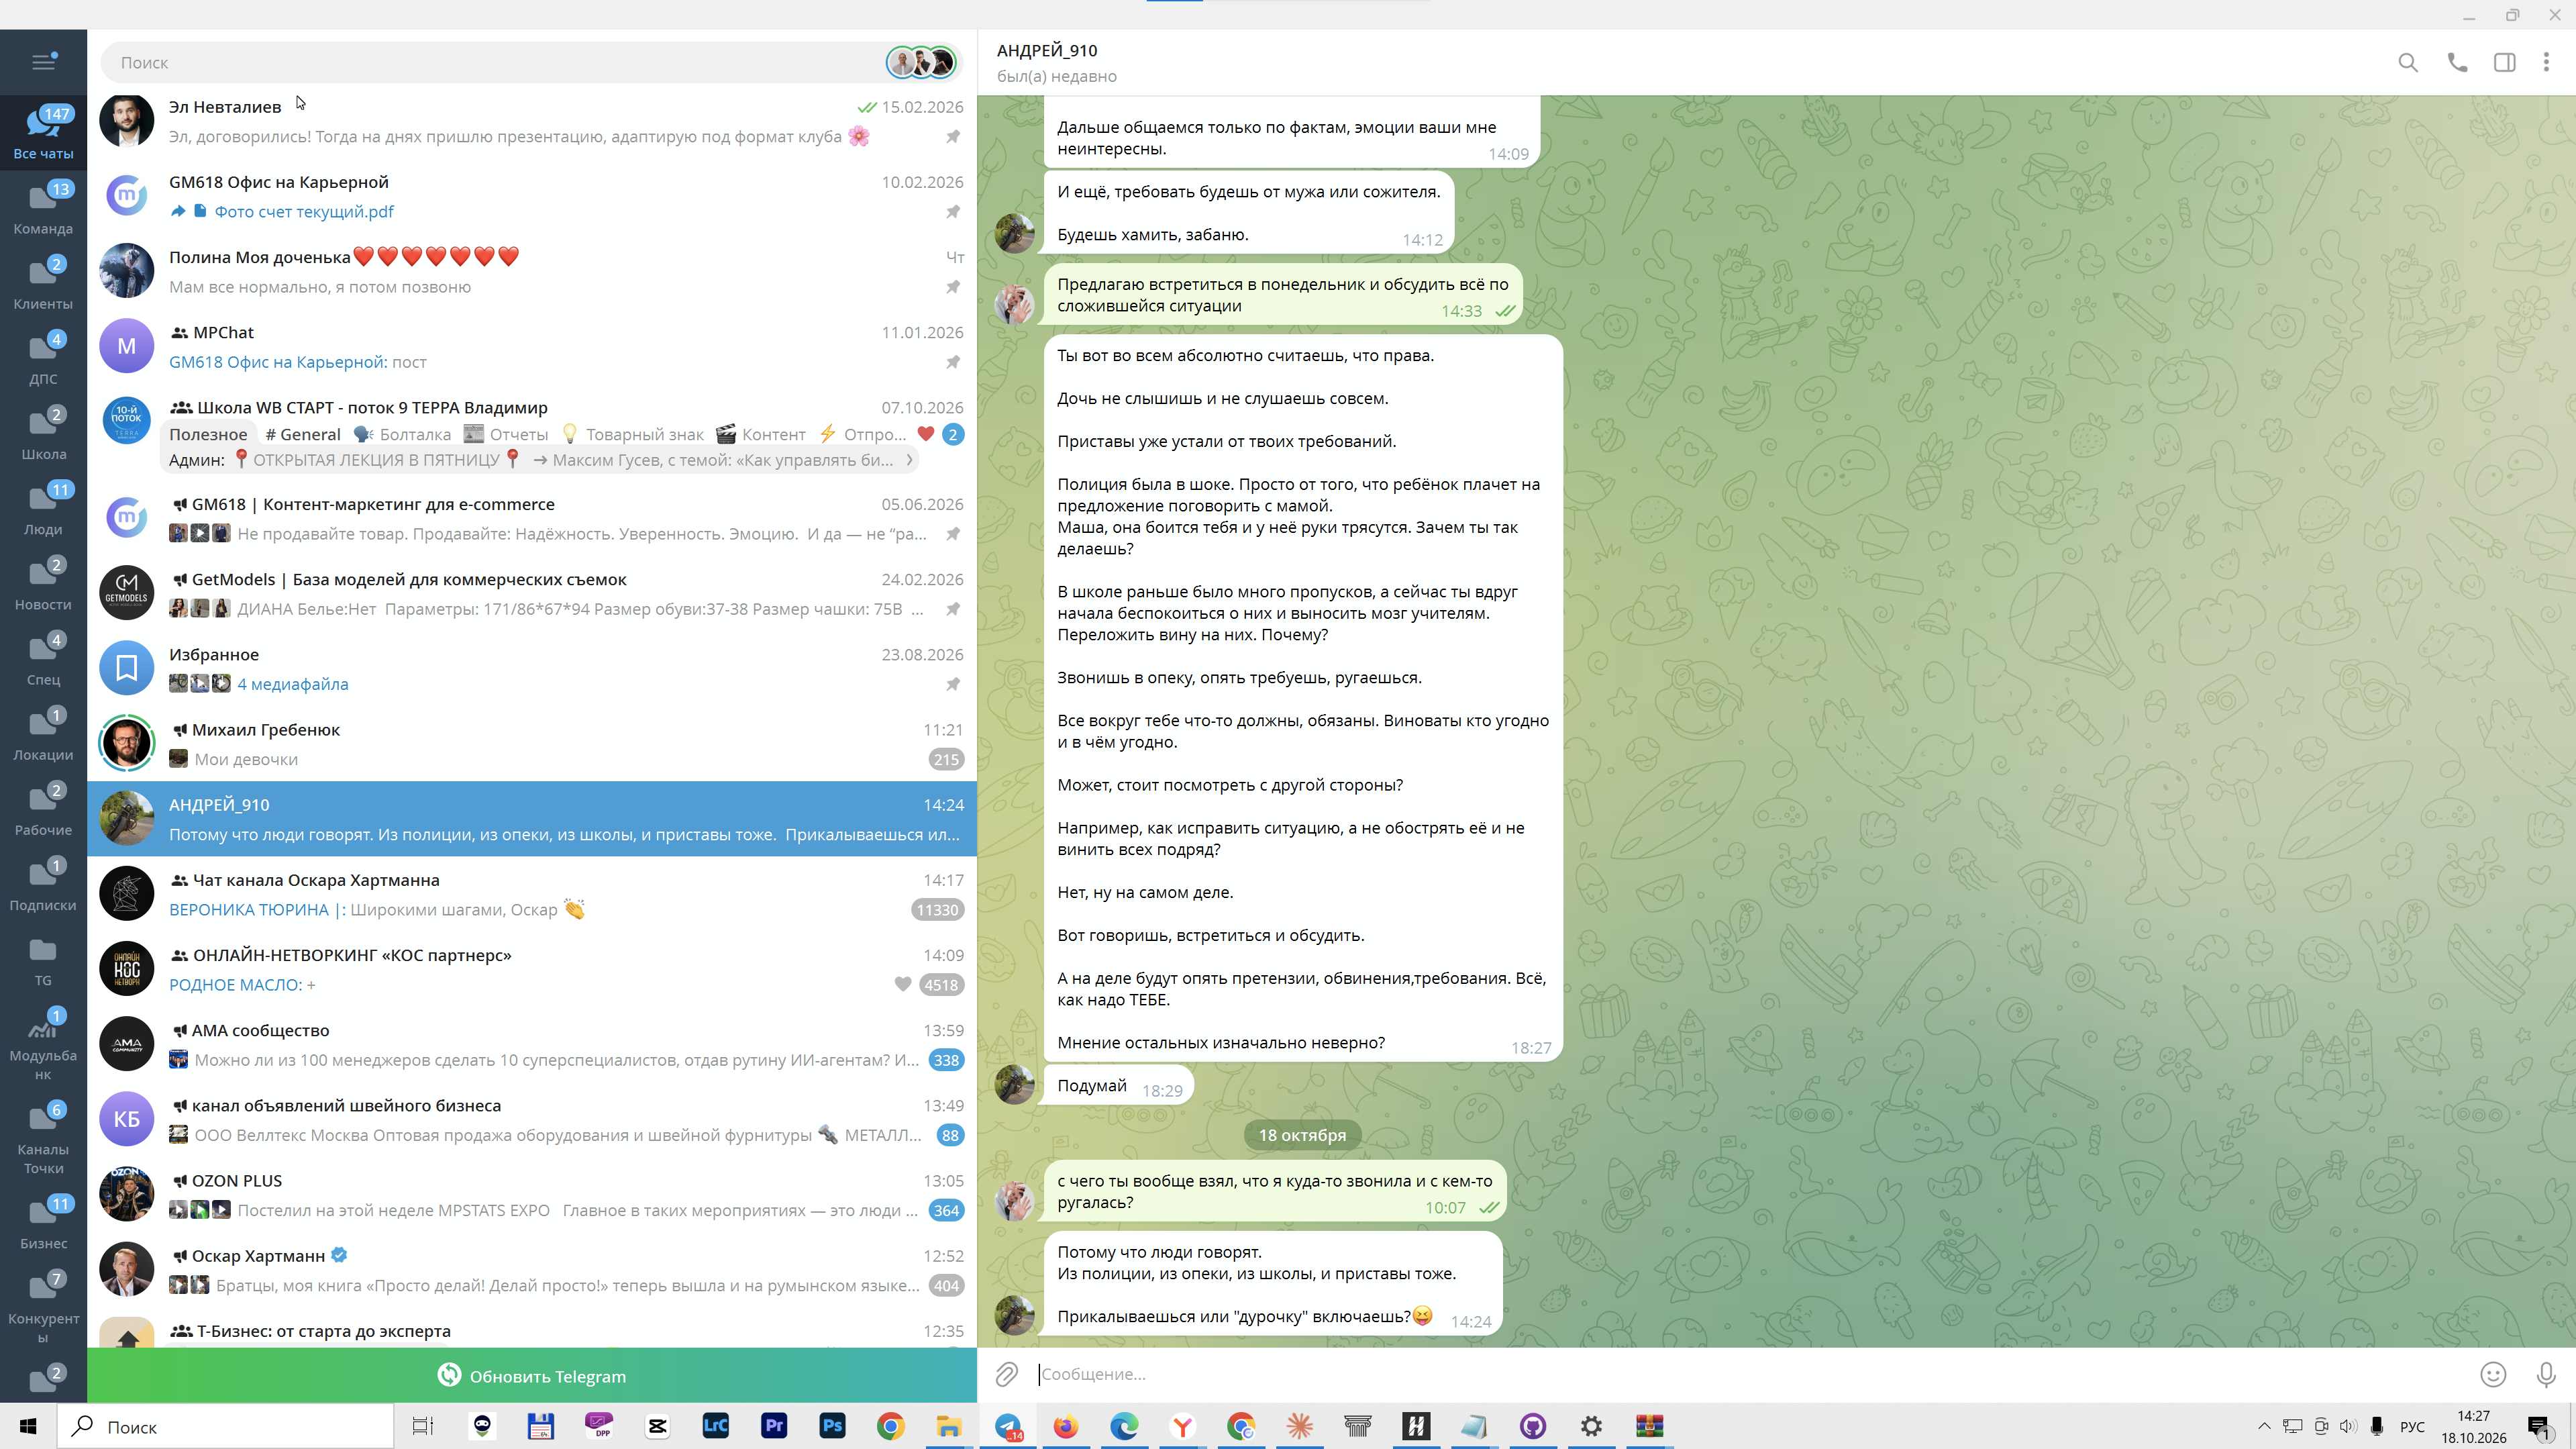 АНДРЕЙ_910
был(а) недавно
Поиск
147
Все чаты
13
Команда
2
Клиенты
4
ДПС
2
Школа
11
Люди
2
Новости
4
Спец
1
Локации
2
Рабочие
1
Подписки
TG
1
Модульба
нк
6
Каналы
Точки
11
Бизнес
7
Конкурент
ы
2
Эл Невталиев
15.02.2026
Эл, договорились! Тогда на днях пришлю презентацию, адаптирую под формат клуба 🌸
GM618 Офис на Карьерной
10.02.2026
Фото счет текущий.pdf
Полина Моя доченька❤️❤️❤️❤️❤️❤️❤️
Чт
Мам все нормально, я потом позвоню
M
MPChat
11.01.2026
GM618 Офис на Карьерной: пост
10-Й
ПОТОК
Школа WB СТАРТ - поток 9 ТЕРРА Владимир
07.10.2026
Полезное # General 🗣 Болталка 📰 Отчеты 💡 Товарный знак 🎬 Контент ⚡ Отпро... ❤️ 2
Админ: 📍ОТКРЫТАЯ ЛЕКЦИЯ В ПЯТНИЦУ📍 → Максим Гусев, с темой: «Как управлять би...
GM618 | Контент-маркетинг для e-commerce
05.06.2026
Не продавайте товар. Продавайте: Надёжность. Уверенность. Эмоцию. И да — не “ра...
GM
GETMODELS
GetModels | База моделей для коммерческих съемок
24.02.2026
ДИАНА Белье:Нет Параметры: 171/86*67*94 Размер обуви:37-38 Размер чашки: 75B ...
Избранное
23.08.2026
4 медиафайла
Михаил Гребенюк
11:21
Мои девочки
215
АНДРЕЙ_910
14:24
Потому что люди говорят. Из полиции, из опеки, из школы, и приставы тоже. Прикалываешься ил...
Чат канала Оскара Хартманна
14:17
ВЕРОНИКА ТЮРИНА |: Широкими шагами, Оскар 👏
11330
ОНЛАЙН
КОС
НЕТВОРК
ОНЛАЙН-НЕТВОРКИНГ «КОС партнерс»
14:09
РОДНОЕ МАСЛО: +
4518
AMA
COMMUNITY
АМА сообщество
13:59
Можно ли из 100 менеджеров сделать 10 суперспециалистов, отдав рутину ИИ-агентам? И...
338
КБ
канал объявлений швейного бизнеса
13:49
ООО Веллтекс Москва Оптовая продажа оборудования и швейной фурнитуры 🔩 МЕТАЛЛ...
88
OZON
OZON PLUS
13:05
Постелил на этой неделе MPSTATS EXPO Главное в таких мероприятиях — это люди ...
364
Оскар Хартманн
12:52
Братцы, моя книга «Просто делай! Делай просто!» теперь вышла и на румынском языке...
404
Т-Бизнес: от старта до эксперта
12:35
Обновить Telegram
Дальше общаемся только по фактам, эмоции ваши мне
неинтересны.
14:09
И ещё, требовать будешь от мужа или сожителя.
Будешь хамить, забаню.
14:12
Предлагаю встретиться в понедельник и обсудить всё по
сложившейся ситуации
14:33
Ты вот во всем абсолютно считаешь, что права.
Дочь не слышишь и не слушаешь совсем.
Приставы уже устали от твоих требований.
Полиция была в шоке. Просто от того, что ребёнок плачет на
предложение поговорить с мамой.
Маша, она боится тебя и у неё руки трясутся. Зачем ты так
делаешь?
В школе раньше было много пропусков, а сейчас ты вдруг
начала беспокоиться о них и выносить мозг учителям.
Переложить вину на них. Почему?
Звонишь в опеку, опять требуешь, ругаешься.
Все вокруг тебе что-то должны, обязаны. Виноваты кто угодно
и в чём угодно.
Может, стоит посмотреть с другой стороны?
Например, как исправить ситуацию, а не обострять её и не
винить всех подряд?
Нет, ну на самом деле.
Вот говоришь, встретиться и обсудить.
А на деле будут опять претензии, обвинения,требования. Всё,
как надо ТЕБЕ.
Мнение остальных изначально неверно?
18:27
Подумай
18:29
18 октября
с чего ты вообще взял, что я куда-то звонила и с кем-то
ругалась?
10:07
Потому что люди говорят.
Из полиции, из опеки, из школы, и приставы тоже.
Прикалываешься или "дурочку" включаешь?😝
14:24
Сообщение...
Поиск
DPP
LrC
Pr
Ps
..14
РУС
14:27
18.10.2026
1